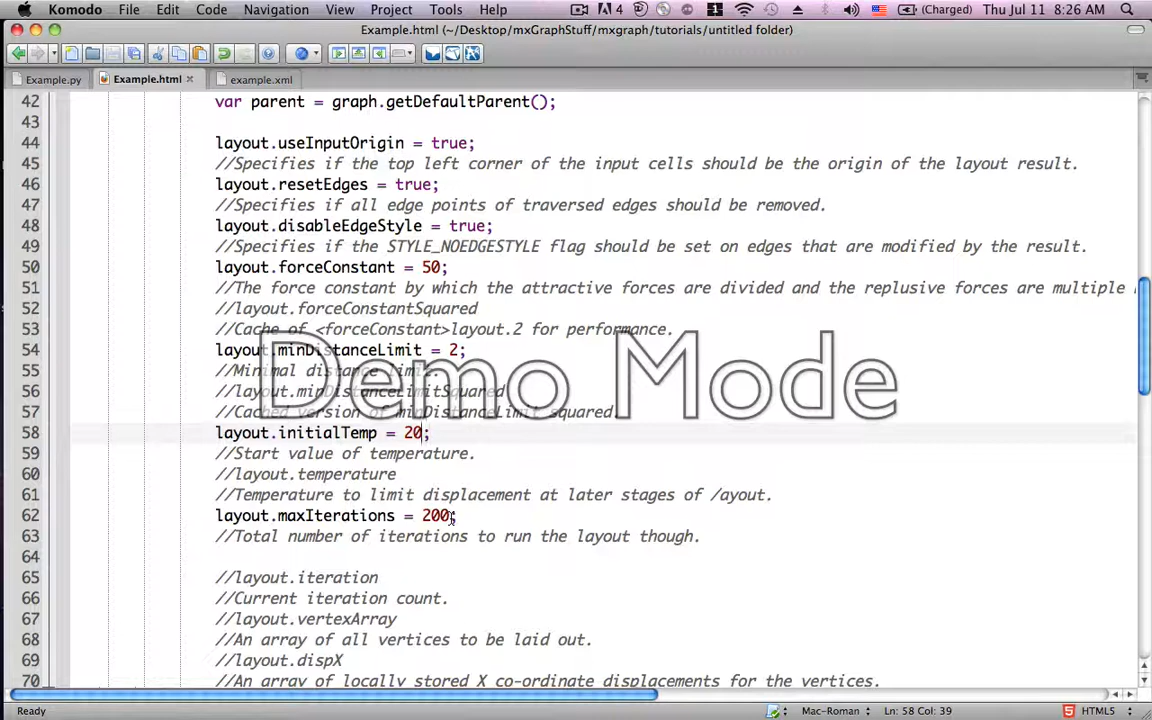 Komodo File Edit Code Navigation View Project Tools Help 4 1 (Charged) Thu Jul 11 8:26 AM
Example.html (~/Desktop/mxGraphStuff/mxgraph/tutorials/untitled folder)
Example.py Example.html example.xml
42 var parent = graph.getDefaultParent();
43
44 layout.useInputOrigin = true;
45 //Specifies if the top left corner of the input cells should be the origin of the layout result.
46 layout.resetEdges = true;
47 //Specifies if all edge points of traversed edges should be removed.
48 layout.disableEdgeStyle = true;
49 //Specifies if the STYLE_NOEDGESTYLE flag should be set on edges that are modified by the result.
50 layout.forceConstant = 50;
51 //The force constant by which the attractive forces are divided and the replusive forces are multiple
52 //layout.forceConstantSquared
53 //Cache of <forceConstant>layout.2 for performance.
54 layout.minDistanceLimit = 2;
55 //Minimal distance limit.
56 //layout.minDistanceLimitSquared
57 //Cached version of minDistanceLimit squared.
58 layout.initialTemp = 20;
59 //Start value of temperature.
60 //layout.temperature
61 //Temperature to limit displacement at later stages of /ayout.
62 layout.maxIterations = 200;
63 //Total number of iterations to run the layout though.
64
65 //layout.iteration
66 //Current iteration count.
67 //layout.vertexArray
68 //An array of all vertices to be laid out.
69 //layout.dispX
70 //An array of locally stored X co-ordinate displacements for the vertices.
Demo Mode
Ready Mac-Roman Ln: 58 Col: 39 HTML5